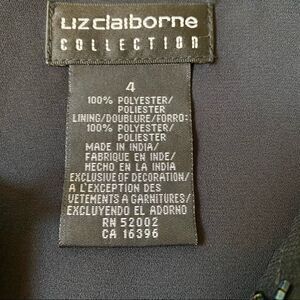 LIZ claiborne
COLLECTION
4
100% POLYESTER/
POLIESTER
LINING/DOUBLURE/FORRO:
100% POLYESTER/
POLIESTER
MADE IN INDIA/
FABRIQUE EN INDE/
HECHO EN LA INDIA
EXCLUSIVE OF DECORATION/
A L'EXCEPTION DES
VETEMENTS A GARNITURES/
EXCLUYENDO EL ADORNO
RN 52002
CA 16396